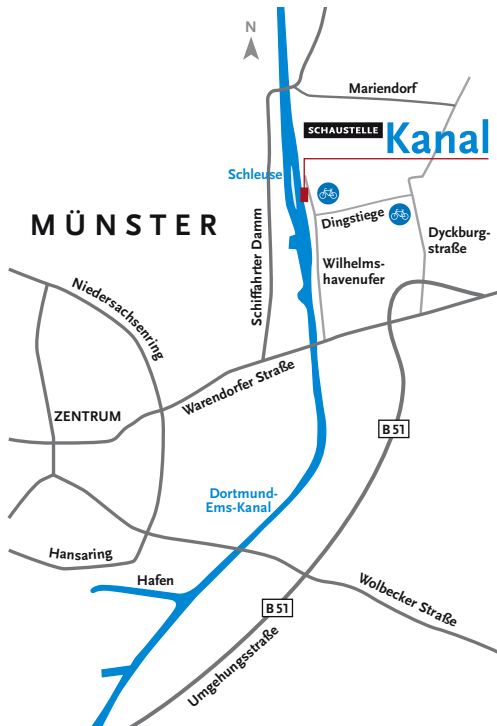 N
Mariendorf
SCHAUSTELLE
Kanal
Schleuse
MÜNSTER
Dingstiege
Dyckburg-
straße
Schiffahrter Damm
Wilhelms-
havenufer
Niedersachsenring
Warendorfer Straße
ZENTRUM
B 51
Dortmund-
Ems-Kanal
Hansaring
Hafen
Wolbecker Straße
B 51
Umgehungsstraße